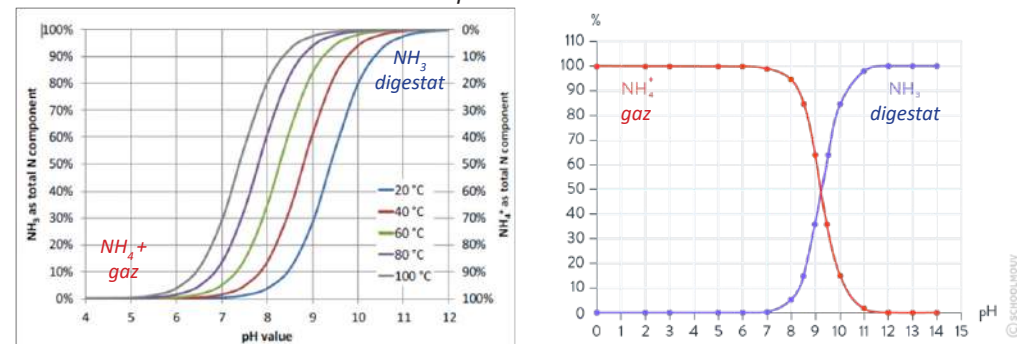 100%
90%
80%
70%
60%
50%
40%
30%
20%
10%
0%
NH₃ as total N component
NH₃
digestat
NH₄+
gaz
20 °C
40 °C
60 °C
80 °C
100 °C
0%
10%
20%
30%
40%
50%
60%
70%
80%
90%
100%
NH₄⁺ as total N component
4 5 6 7 8 9 10 11 12
pH value
%
110
100
90
80
70
60
50
40
30
20
10
0
NH₄⁺
gaz
NH₃
digestat
0 1 2 3 4 5 6 7 8 9 10 11 12 13 14 15
pH
© SCHOOLMOUV